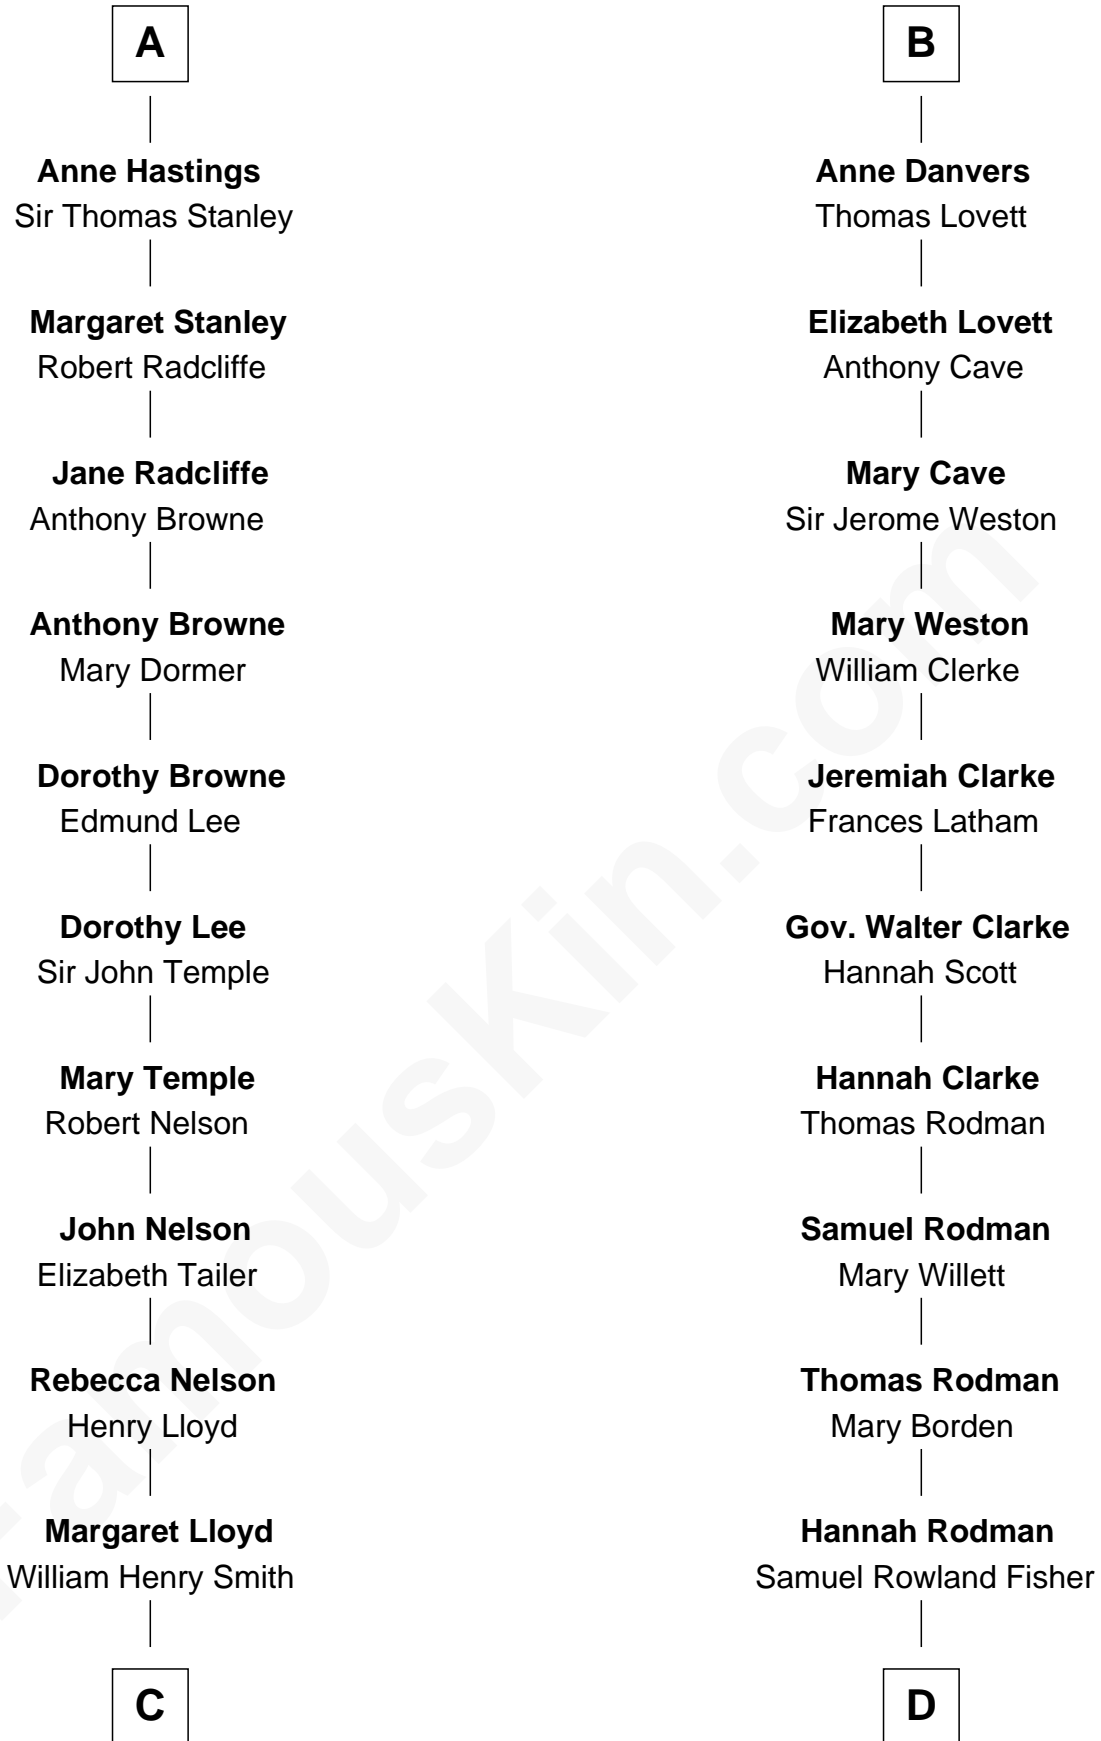 A
Anne Hastings
Sir Thomas Stanley
Margaret Stanley
Robert Radcliffe
Jane Radcliffe
Anthony Browne
Anthony Browne
Mary Dormer
Dorothy Browne
Edmund Lee
Dorothy Lee
Sir John Temple
Mary Temple
Robert Nelson
John Nelson
Elizabeth Tailer
Rebecca Nelson
Henry Lloyd
Margaret Lloyd
William Henry Smith
C
B
Anne Danvers
Thomas Lovett
Elizabeth Lovett
Anthony Cave
Mary Cave
Sir Jerome Weston
Mary Weston
William Clerke
Jeremiah Clarke
Frances Latham
Gov. Walter Clarke
Hannah Scott
Hannah Clarke
Thomas Rodman
Samuel Rodman
Mary Willett
Thomas Rodman
Mary Borden
Hannah Rodman
Samuel Rowland Fisher
D
FamousKin.com